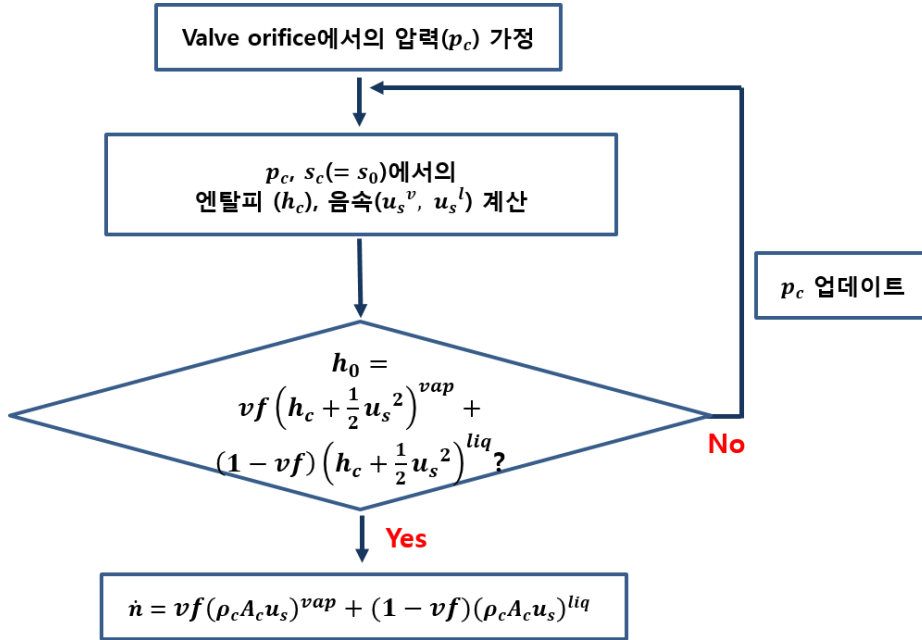 Valve orifice에서의 압력(p_c) 가정
p_c, s_c(= s_0)에서의
엔탈피 (h_c), 음속(u_s^v, u_s^l) 계산
p_c 업데이트
h_0 =
vf(h_c + 1/2 u_s^2)^vap +
(1 − vf)(h_c + 1/2 u_s^2)^liq?
No
Yes
ṅ = vf(ρ_c A_c u_s)^vap + (1 − vf)(ρ_c A_c u_s)^liq